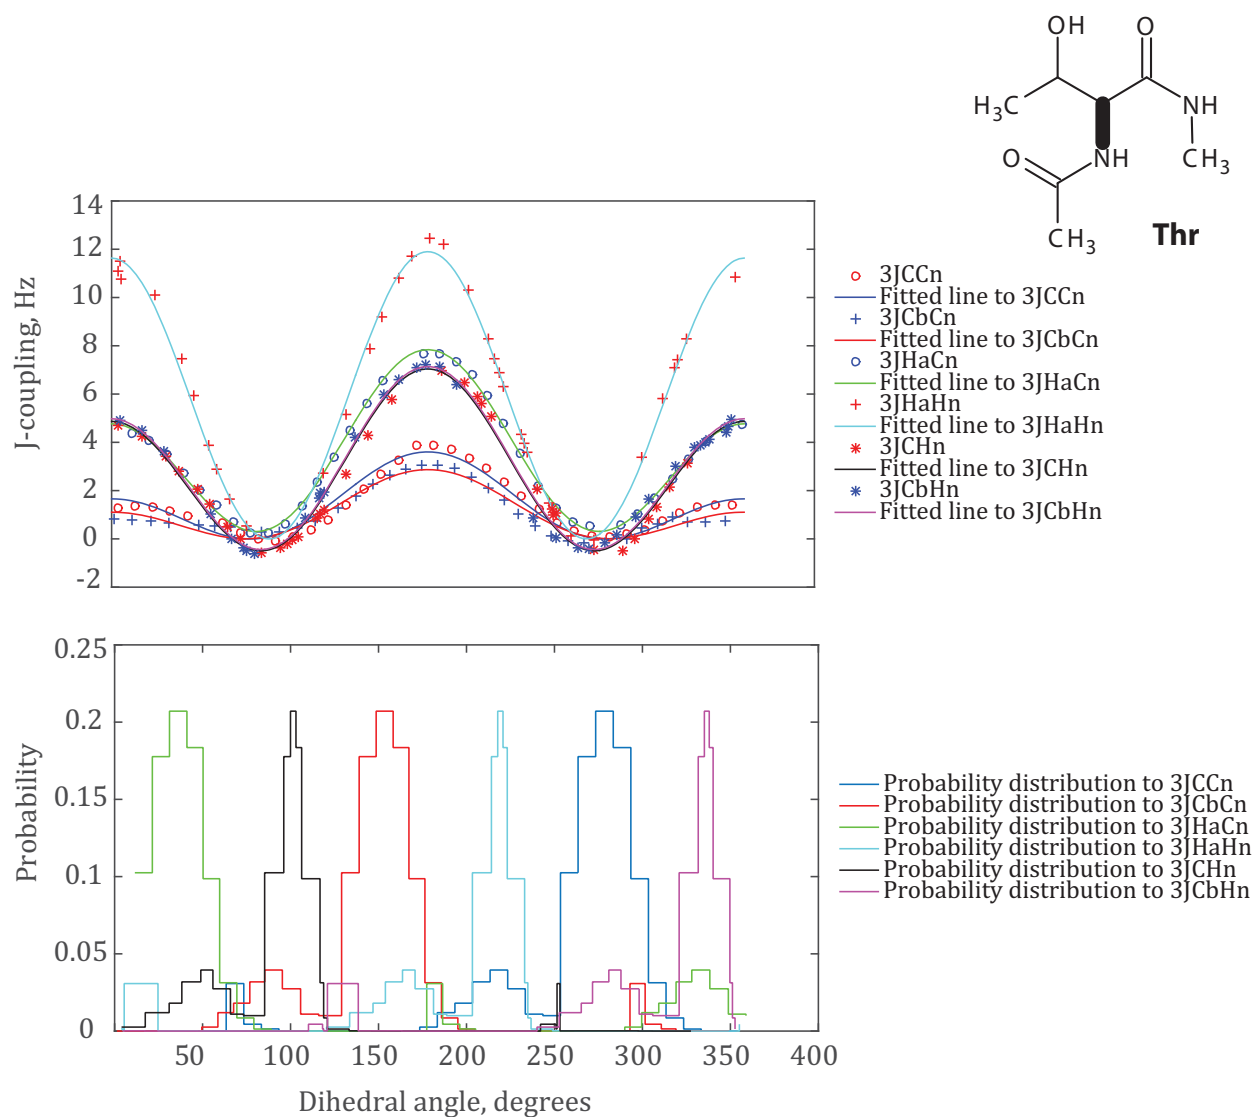 OH
O
H₃C
NH
O
NH
CH₃
CH₃
Thr
14
12
10
8
6
4
2
0
-2
J-coupling, Hz
3JCCn
Fitted line to 3JCCn
3JCbCn
Fitted line to 3JCbCn
3JHaCn
Fitted line to 3JHaCn
3JHaHn
Fitted line to 3JHaHn
3JCHn
Fitted line to 3JCHn
3JCbHn
Fitted line to 3JCbHn
0.25
0.2
0.15
0.1
0.05
0
Probability
Probability distribution to 3JCCn
Probability distribution to 3JCbCn
Probability distribution to 3JHaCn
Probability distribution to 3JHaHn
Probability distribution to 3JCHn
Probability distribution to 3JCbHn
50 100 150 200 250 300 350 400
Dihedral angle, degrees